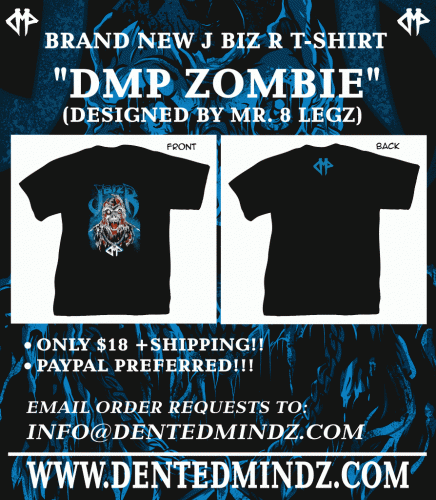 BRAND NEW J BIZ R T-SHIRT
"DMP ZOMBIE"
(DESIGNED BY MR. 8 LEGZ)
FRONT
BACK
J BIZ R
• ONLY $18 +SHIPPING!!
• PAYPAL PREFERRED!!!
EMAIL ORDER REQUESTS TO:
INFO@DENTEDMINDZ.COM
WWW.DENTEDMINDZ.COM